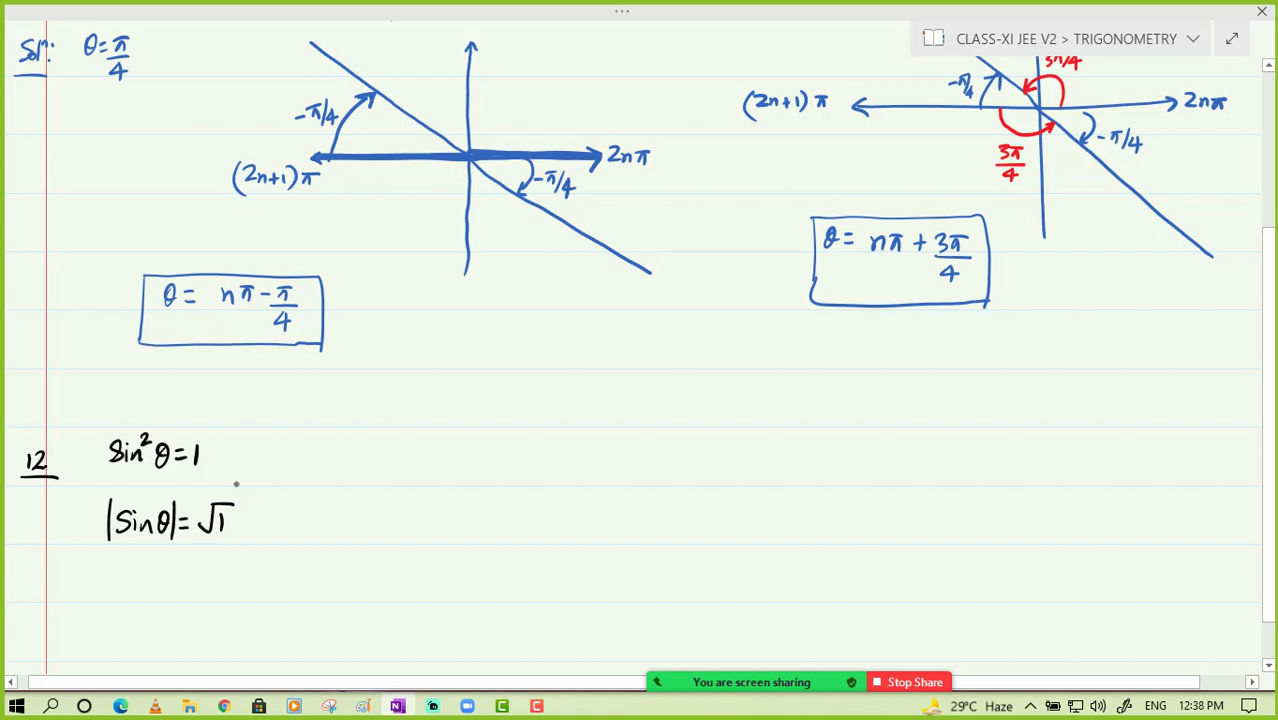 CLASS-XI JEE V2 > TRIGONOMETRY
Solⁿ: θ = π/4
-π/4
(2n+1)π
2nπ
-π/4
θ = nπ - π/4
3π/4
-π/4
(2n+1)π
2nπ
-π/4
3π/4
θ = nπ + 3π/4
12 Sin²θ = 1
|Sinθ| = √1
You are screen sharing
Stop Share
29°C Haze
ENG
12:38 PM